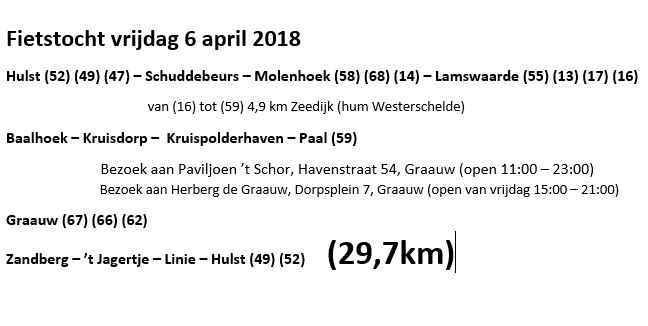 Fietstocht vrijdag 6 april 2018
Hulst (52) (49) (47) – Schuddebeurs – Molenhoek (58) (68) (14) – Lamswaarde (55) (13) (17) (16)
van (16) tot (59) 4,9 km Zeedijk (hum Westerschelde)
Baalhoek – Kruisdorp – Kruispolderhaven – Paal (59)
Bezoek aan Paviljoen ’t Schor, Havenstraat 54, Graauw (open 11:00 – 23:00)
Bezoek aan Herberg de Graauw, Dorpsplein 7, Graauw (open van vrijdag 15:00 – 21:00)
Graauw (67) (66) (62)
Zandberg – ’t Jagertje – Linie – Hulst (49) (52) (29,7km)